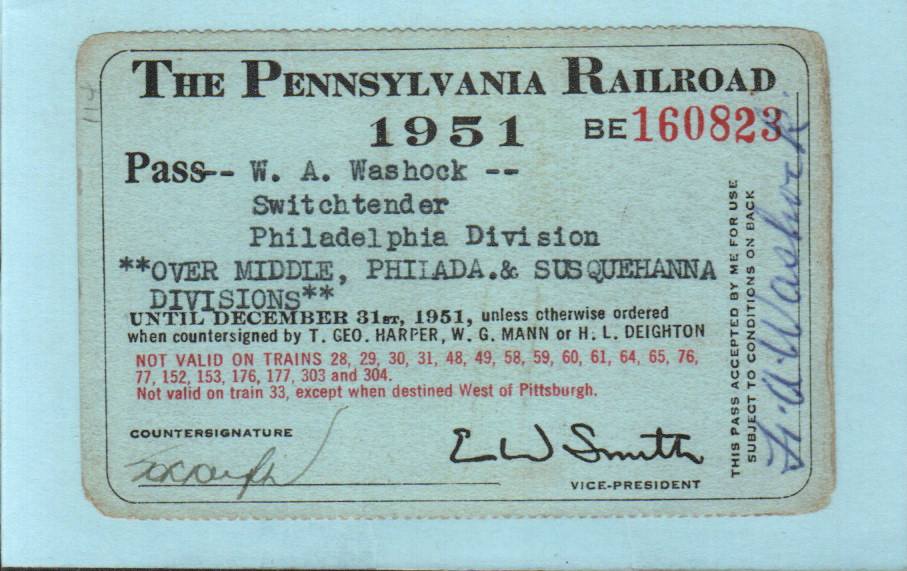 THE PENNSYLVANIA RAILROAD
1951 BE 160823
Pass-- W. A. Washock --
Switchtender
Philadelphia Division
**OVER MIDDLE, PHILADA.& SUSQUEHANNA
DIVISIONS**
UNTIL DECEMBER 31ST, 1951, unless otherwise ordered
when countersigned by T. GEO. HARPER, W. G. MANN or H. L. DEIGHTON
NOT VALID ON TRAINS 28, 29, 30, 31, 48, 49, 58, 59, 60, 61, 64, 65, 76,
77, 152, 153, 176, 177, 303 and 304.
Not valid on train 33, except when destined West of Pittsburgh.
COUNTERSIGNATURE
E W Smith
VICE-PRESIDENT
THIS PASS ACCEPTED BY ME FOR USE
SUBJECT TO CONDITIONS ON BACK
W A Washock
114